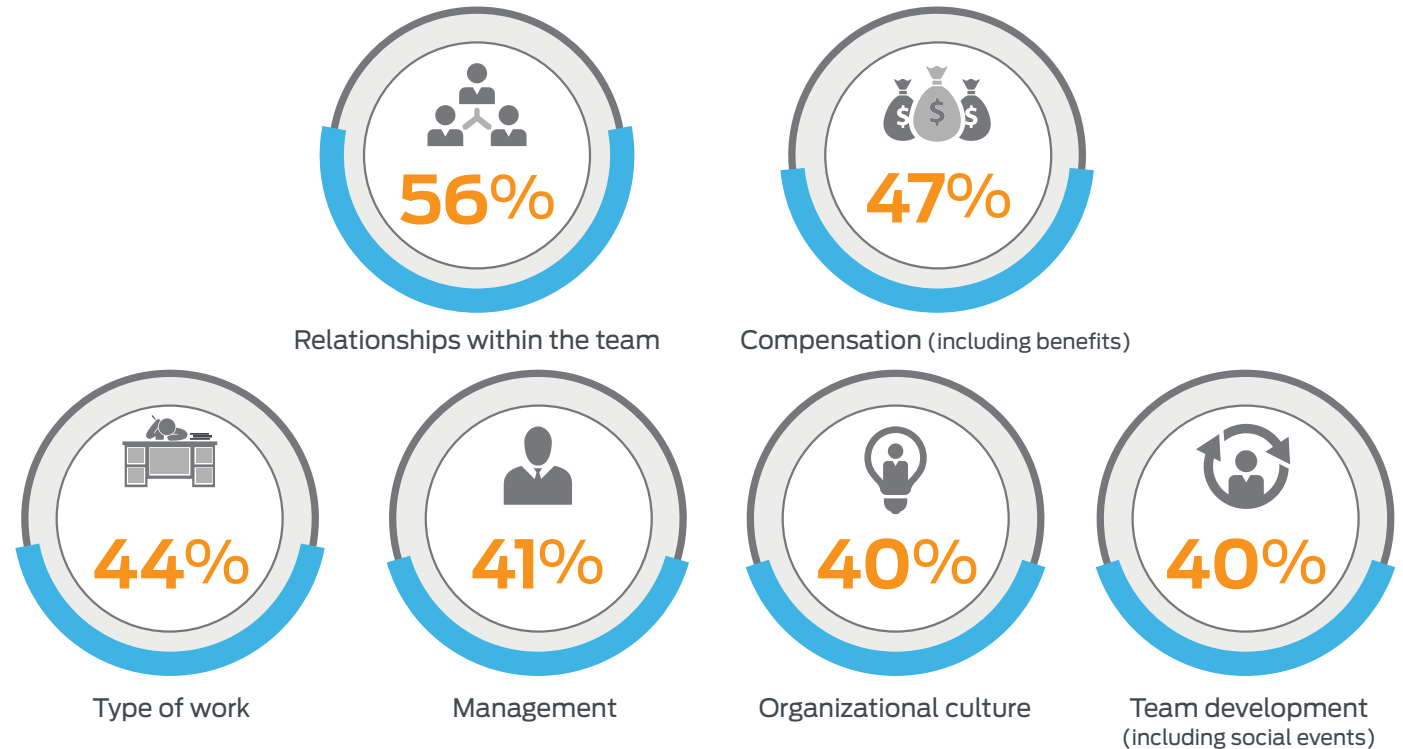 $ $ $
56%
47%
Relationships within the team
Compensation (including benefits)
44%
41%
40%
40%
Type of work
Management
Organizational culture
Team development
(including social events)